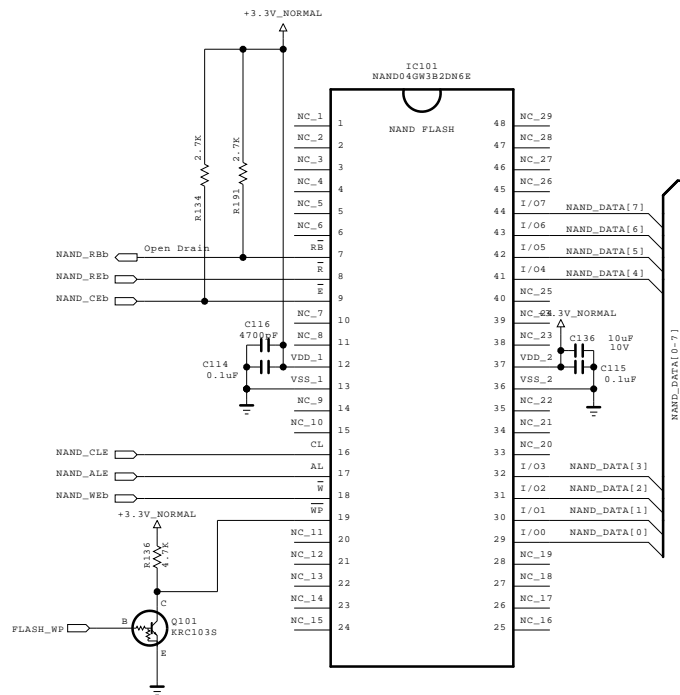 +3.3V_NORMAL
IC101
NAND04GW3B2DN6E
NAND FLASH
NC_1 1
NC_2 2
NC_3 3
NC_4 4
NC_5 5
NC_6 6
RB 7
R 8
E 9
NC_7 10
NC_8 11
VDD_1 12
VSS_1 13
NC_9 14
NC_10 15
CL 16
AL 17
W 18
WP 19
NC_11 20
NC_12 21
NC_13 22
NC_14 23
NC_15 24
48 NC_29
47 NC_28
46 NC_27
45 NC_26
44 I/O7 NAND_DATA[7]
43 I/O6 NAND_DATA[6]
42 I/O5 NAND_DATA[5]
41 I/O4 NAND_DATA[4]
40 NC_25
39 NC_24
+3.3V_NORMAL
38 NC_23
37 VDD_2
36 VSS_2
35 NC_22
34 NC_21
33 NC_20
32 I/O3 NAND_DATA[3]
31 I/O2 NAND_DATA[2]
30 I/O1 NAND_DATA[1]
29 I/O0 NAND_DATA[0]
28 NC_19
27 NC_18
26 NC_17
25 NC_16
R134 2.7K
R191 2.7K
NAND_RBb Open Drain
NAND_REb
NAND_CEb
C116
4700pF
C114
0.1uF
C136 10uF
10V
C115
0.1uF
NAND_DATA[0-7]
NAND_CLE
NAND_ALE
NAND_WEb
+3.3V_NORMAL
R136
4.7K
C
B
E
Q101
KRC103S
FLASH_WP